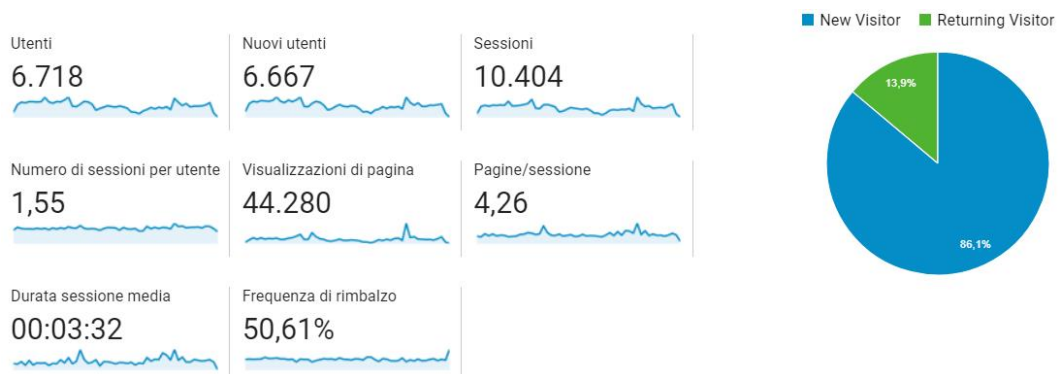 New Visitor
Returning Visitor
Utenti
6.718
Nuovi utenti
6.667
Sessioni
10.404
Numero di sessioni per utente
1,55
Visualizzazioni di pagina
44.280
Pagine/sessione
4,26
Durata sessione media
00:03:32
Frequenza di rimbalzo
50,61%
13,9%
86,1%